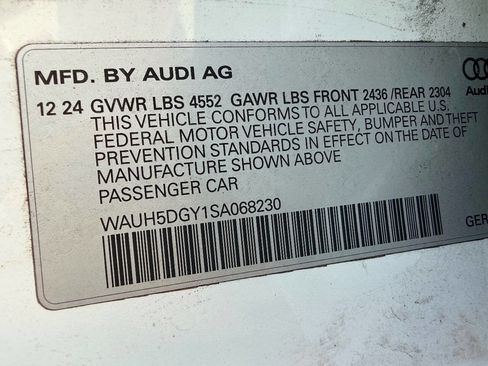 MFD. BY AUDI AG
12 24 GVWR LBS 4552 GAWR LBS FRONT 2436 /REAR 2304
THIS VEHICLE CONFORMS TO ALL APPLICABLE U.S.
FEDERAL MOTOR VEHICLE SAFETY, BUMPER AND THEFT
PREVENTION STANDARDS IN EFFECT ON THE DATE OF
MANUFACTURE SHOWN ABOVE
PASSENGER CAR
WAUH5DGY1SA068230
Audi
GER